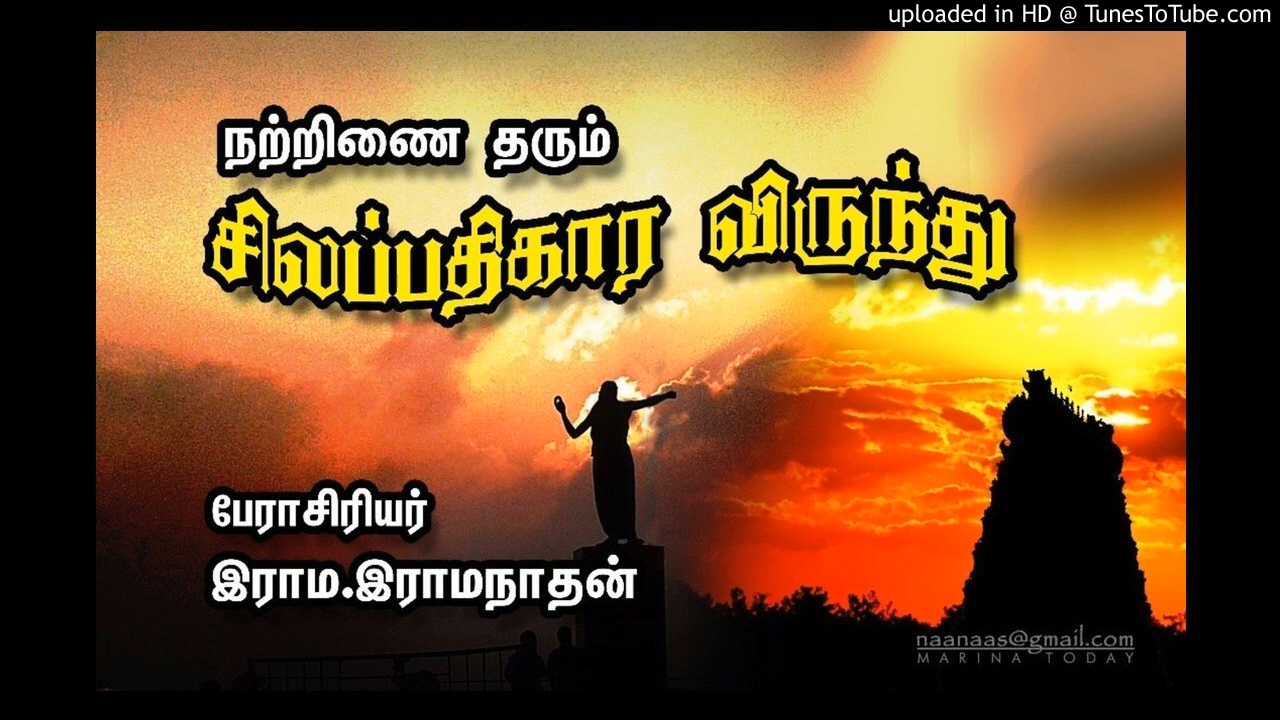 uploaded in HD @ TunesToTube.com
நற்றிணை தரும்
சிலப்பதிகார விருந்து
பேராசிரியர்
இராம.இராமநாதன்
naanaas@gmail.com
MARINA TODAY